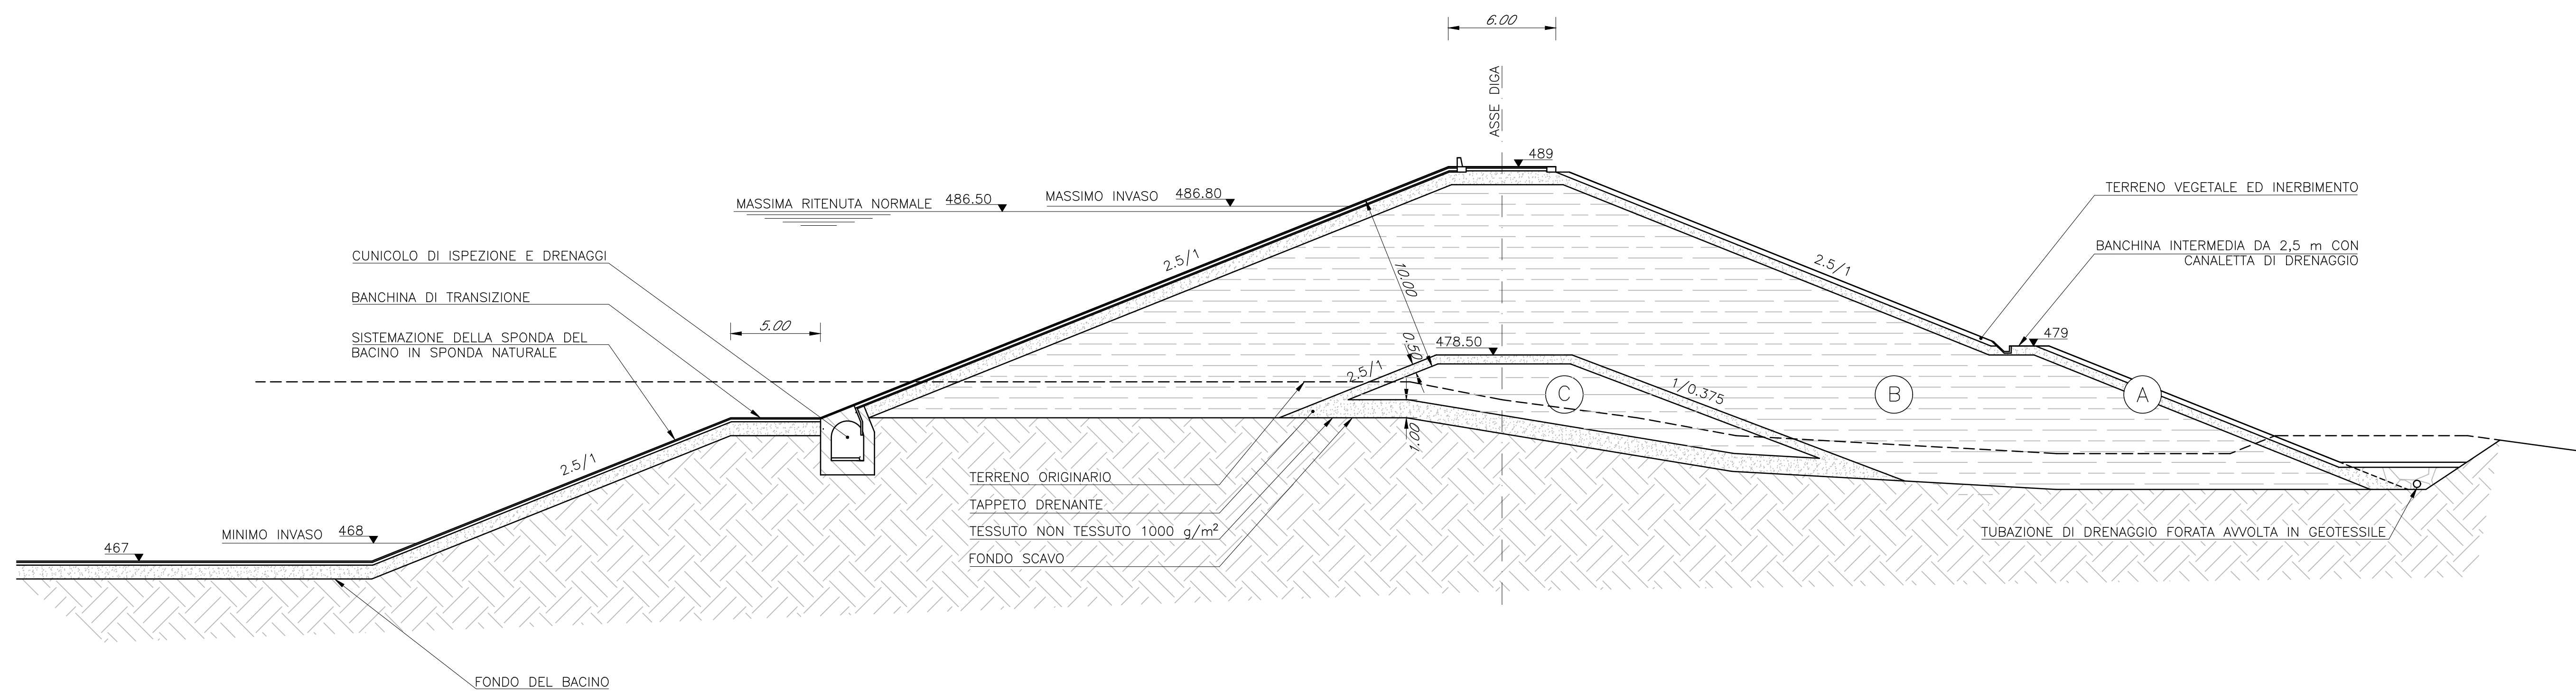 6.00
ASSE DIGA
489
MASSIMA RITENUTA NORMALE 486.50
MASSIMO INVASO 486.80
TERRENO VEGETALE ED INERBIMENTO
BANCHINA INTERMEDIA DA 2,5 m CON
CANALETTA DI DRENAGGIO
CUNICOLO DI ISPEZIONE E DRENAGGI
2.5/1
2.5/1
10.00
BANCHINA DI TRANSIZIONE
5.00
SISTEMAZIONE DELLA SPONDA DEL
BACINO IN SPONDA NATURALE
0.50
478.50
479
2.5/1
1/0.375
C
B
A
1.00
2.5/1
TERRENO ORIGINARIO
TAPPETO DRENANTE
TESSUTO NON TESSUTO 1000 g/m²
FONDO SCAVO
MINIMO INVASO 468
467
TUBAZIONE DI DRENAGGIO FORATA AVVOLTA IN GEOTESSILE
FONDO DEL BACINO